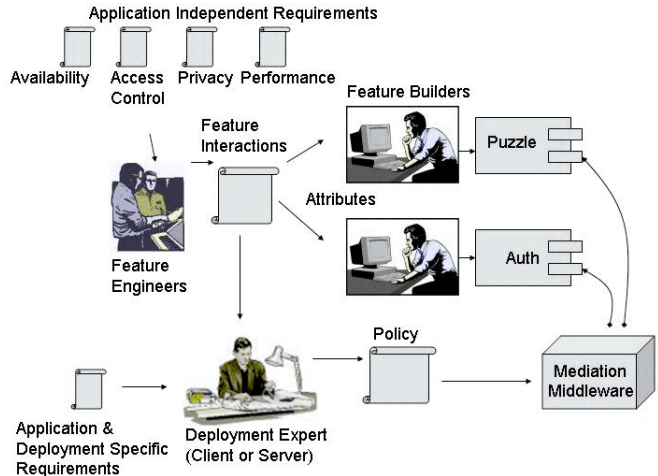 Application Independent Requirements
Availability
Access
Control
Privacy
Performance
Feature Builders
Feature
Interactions
Puzzle
Attributes
Feature
Engineers
Auth
Policy
Mediation
Middleware
Application &
Deployment Specific
Requirements
Deployment Expert
(Client or Server)